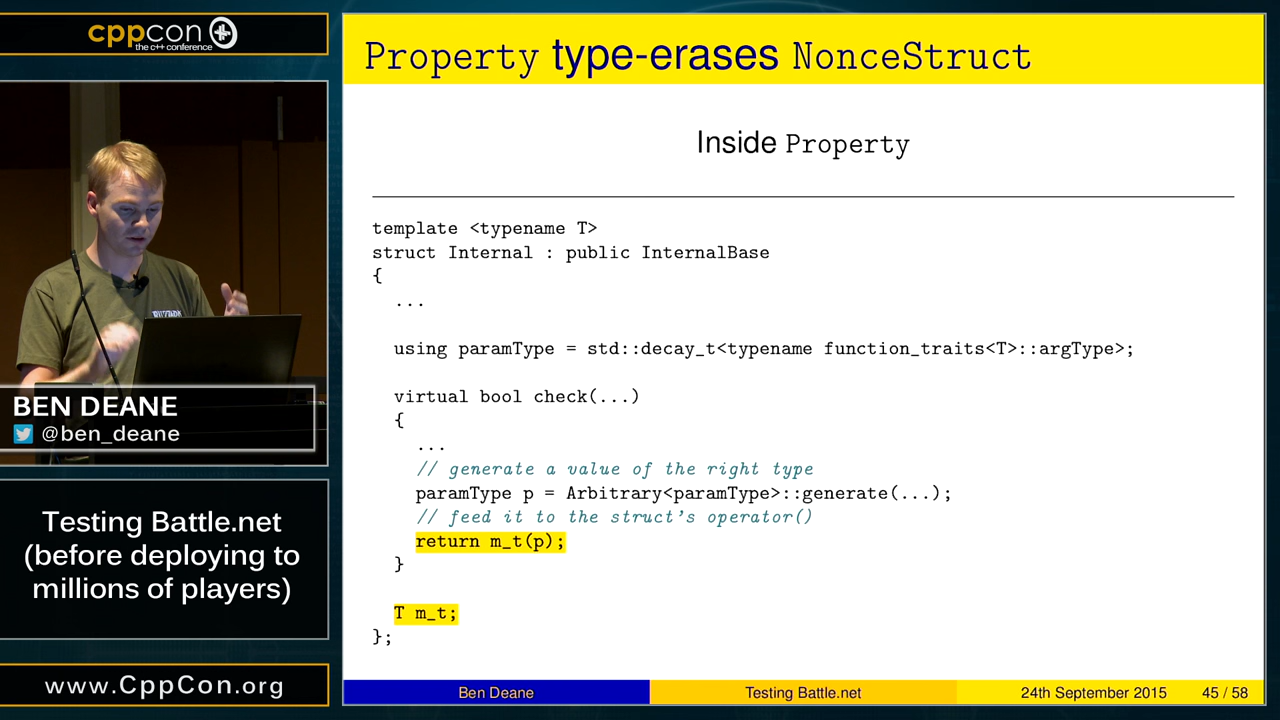 cppcon
the c++ conference
BEN DEANE
@ben_deane
Testing Battle.net
(before deploying to
millions of players)
www.CppCon.org
Property type-erases NonceStruct
Inside Property
template <typename T>
struct Internal : public InternalBase
{
...
using paramType = std::decay_t<typename function_traits<T>::argType>;
virtual bool check(...)
{
...
// generate a value of the right type
paramType p = Arbitrary<paramType>::generate(...);
// feed it to the struct's operator()
return m_t(p);
}
T m_t;
};
Ben Deane Testing Battle.net 24th September 2015 45 / 58